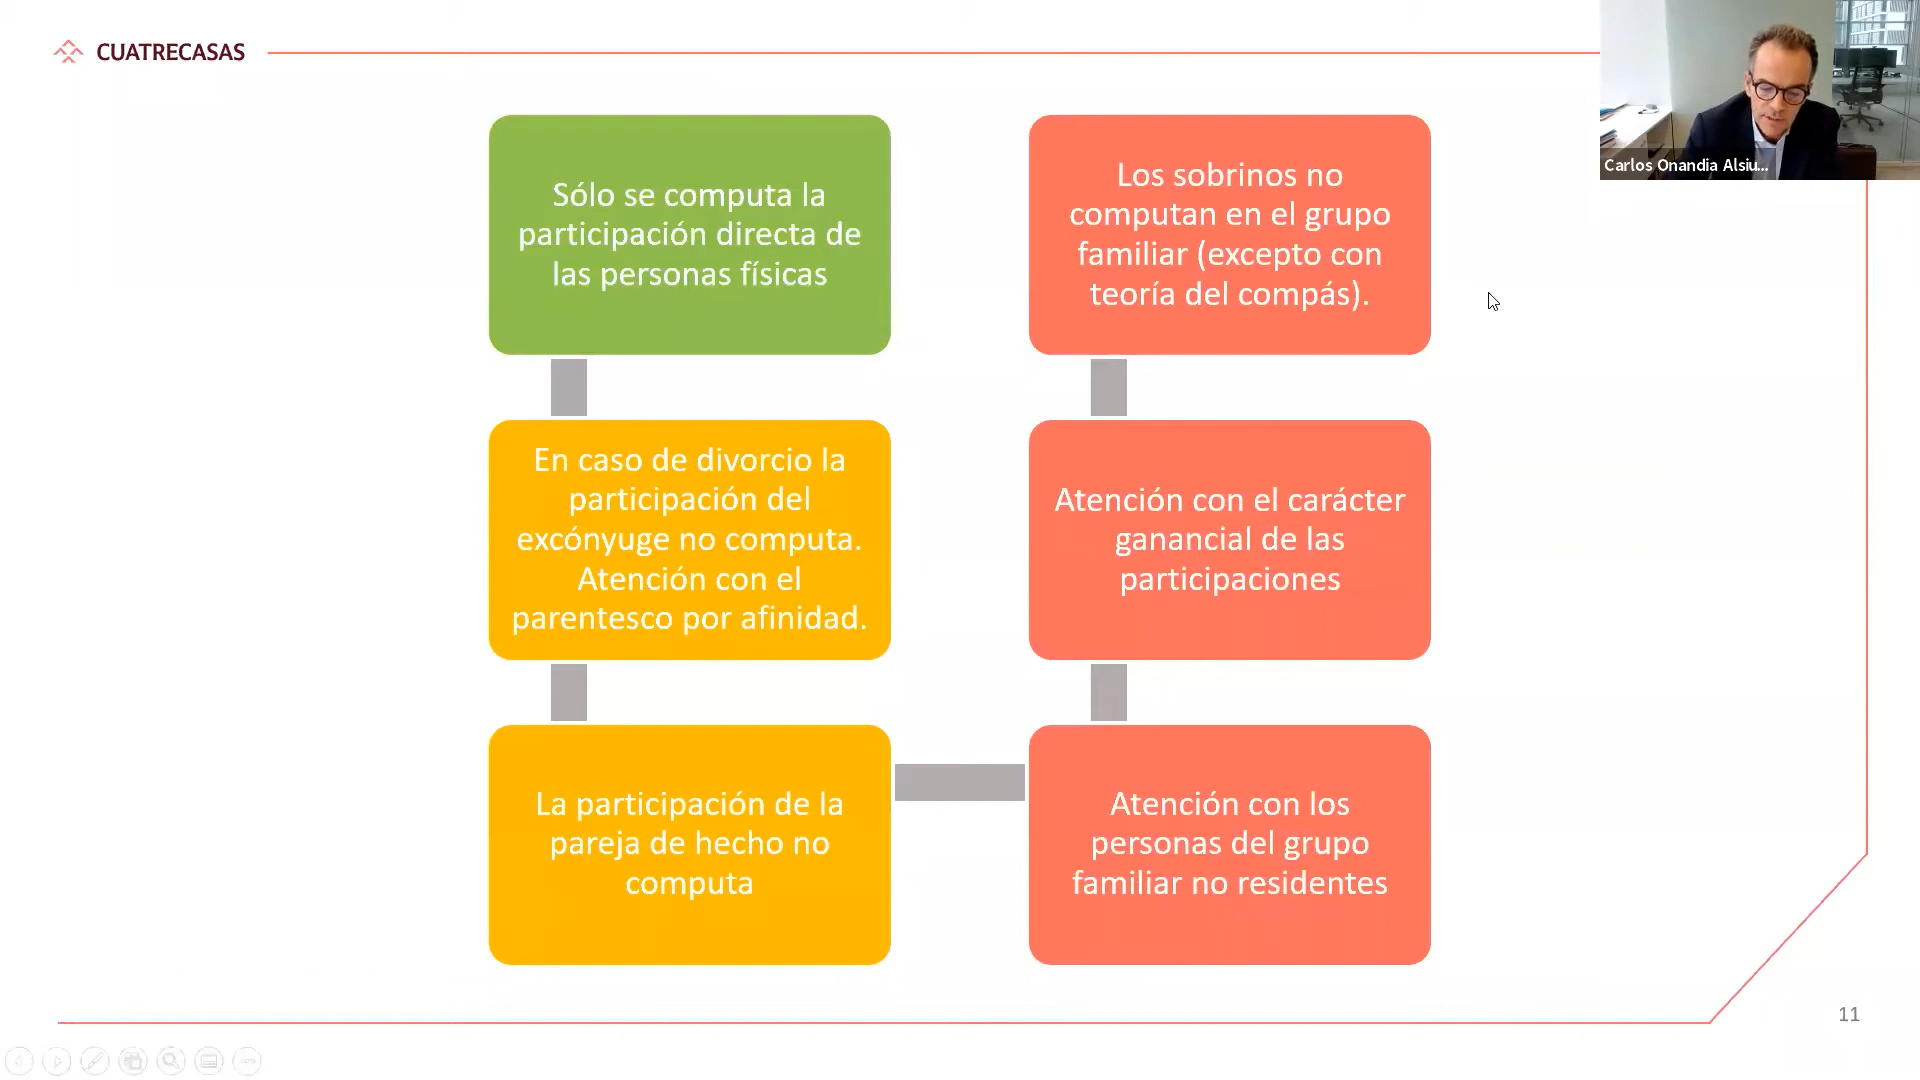 CUATRECASAS
Carlos Onandia Alsiu...
Sólo se computa la
participación directa de
las personas físicas
En caso de divorcio la
participación del
excónyuge no computa.
Atención con el
parentesco por afinidad.
La participación de la
pareja de hecho no
computa
Atención con los
personas del grupo
familiar no residentes
Atención con el carácter
ganancial de las
participaciones
Los sobrinos no
computan en el grupo
familiar (excepto con
teoría del compás).
11